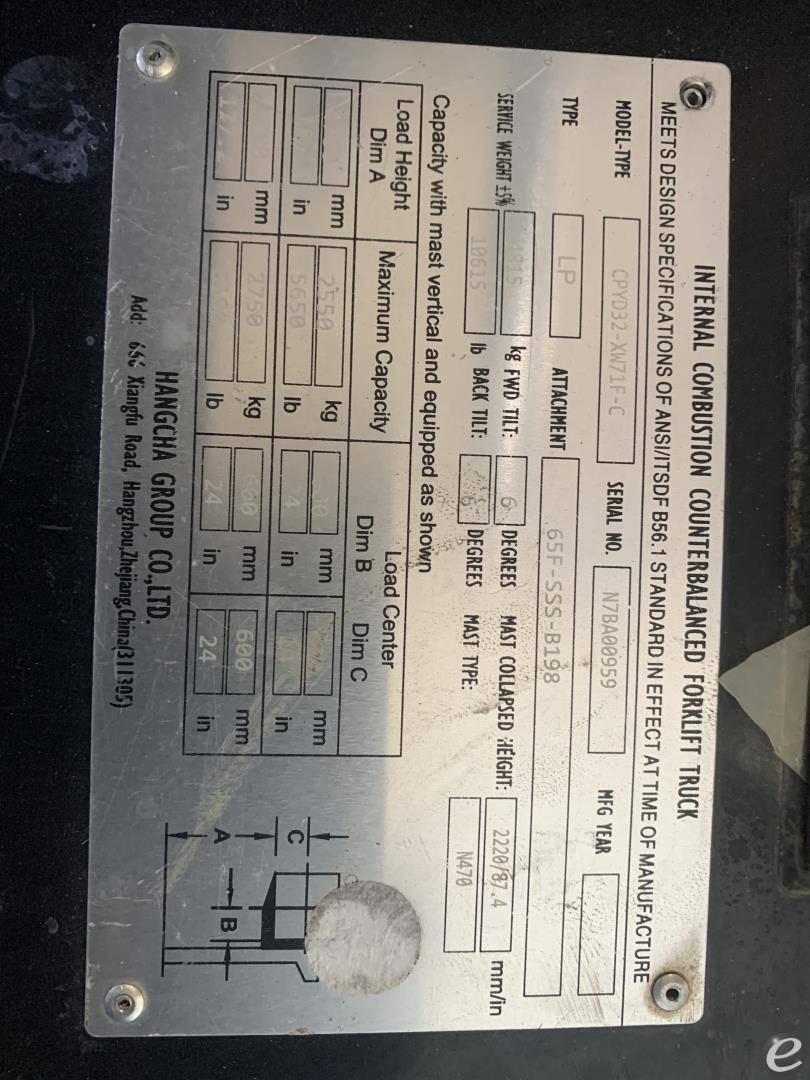 INTERNAL COMBUSTION COUNTERBALANCED FORKLIFT TRUCK
MEETS DESIGN SPECIFICATIONS OF ANSI/ITSDF B56.1 STANDARD IN EFFECT AT TIME OF MANUFACTURE
MODEL-TYPE CPYD32-XW71F-C SERIAL NO. N7BA00959 MFG YEAR
TYPE LP ATTACHMENT 65F-SSS-B198
SERVICE WEIGHT ±5% kg FWD TILT: 6 DEGREES MAST COLLAPSED HEIGHT: 2220/87.4 mm/in
10615 lb BACK TILT: 6 DEGREES MAST TYPE: N470
Capacity with mast vertical and equipped as shown
Load Height Maximum Capacity Load Center
Dim A Dim B Dim C
mm 2550 kg mm mm
in 5650 lb in in
mm 2750 kg mm 600 mm
in lb 24 in 24 in
HANGCHA GROUP CO.,LTD.
Add: 666 Xiangfu Road, Hangzhou,Zhejiang,China(311305)
C
A
B
e